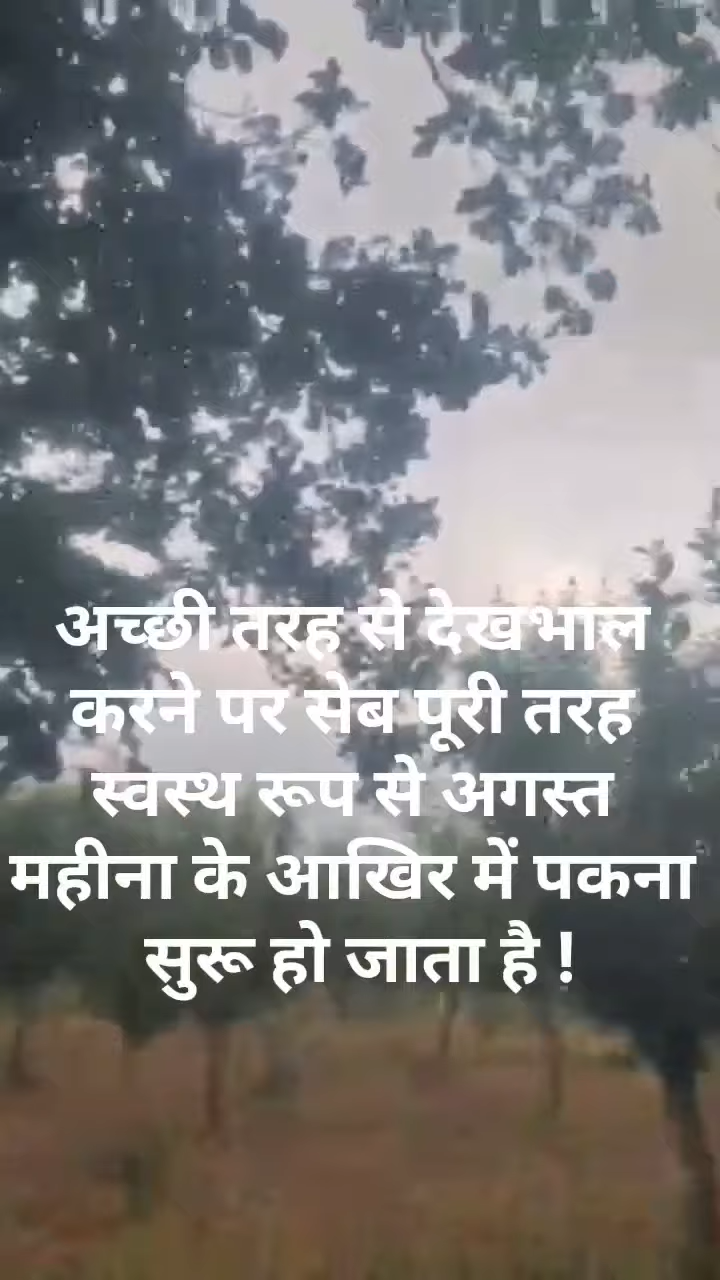 अच्छी तरह से देखभाल
करने पर सेब पूरी तरह
स्वस्थ रूप से अगस्त
महीना के आखिर में पकना
सुरू हो जाता है !